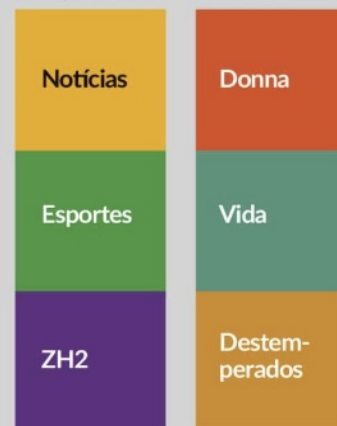 Notícias
Donna
Esportes
Vida
ZH2
Destem-
perados